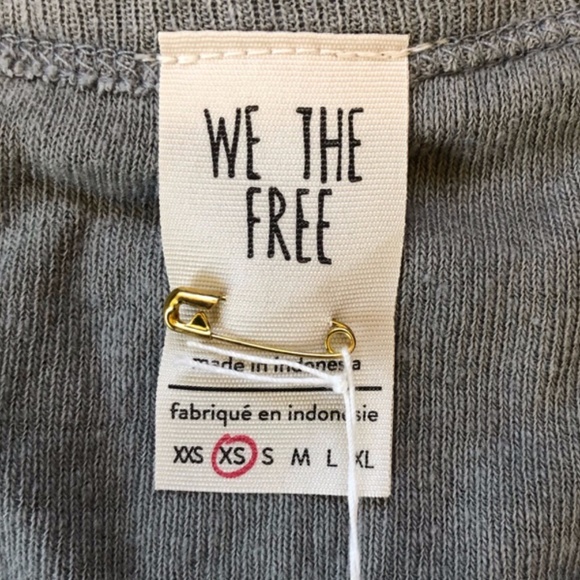 WE THE
FREE
made in indonesia
fabriqué en indonésie
XXS XS S M L XL